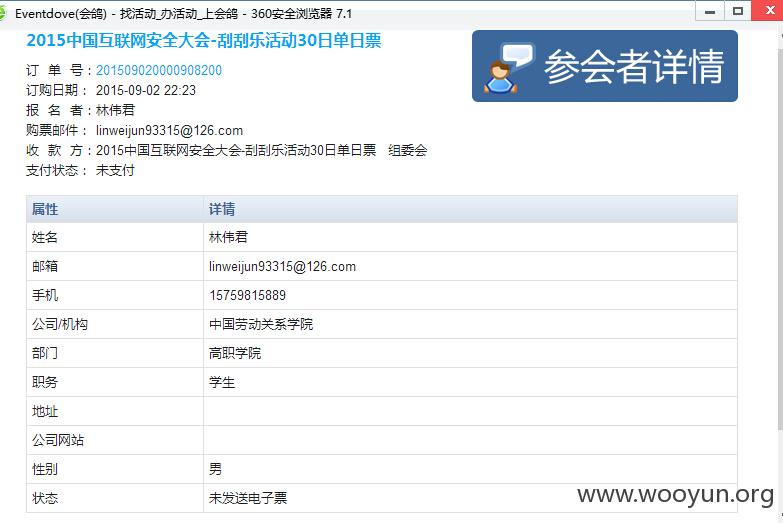 Eventdove(会鸽) - 找活动_办活动_上会鸽 - 360安全浏览器 7.1
2015中国互联网安全大会-刮刮乐活动30日单日票
参会者详情
订 单 号：201509020000908200
订购日期： 2015-09-02 22:23
报 名 者：林伟君
购票邮件： linweijun93315@126.com
收 款 方：2015中国互联网安全大会-刮刮乐活动30日单日票 组委会
支付状态： 未支付
属性 详情
姓名 林伟君
邮箱 linweijun93315@126.com
手机 15759815889
公司/机构 中国劳动关系学院
部门 高职学院
职务 学生
地址
公司网站
性别 男
状态 未发送电子票
www.wooyun.org